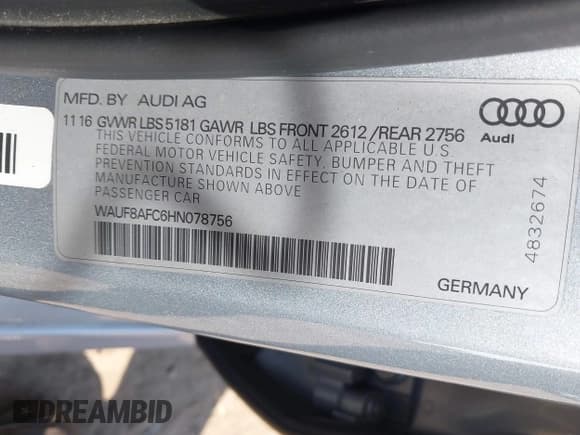 MFD. BY AUDI AG
11 16 GVWR LBS 5181 GAWR LBS FRONT 2612 / REAR 2756
THIS VEHICLE CONFORMS TO ALL APPLICABLE U.S.
FEDERAL MOTOR VEHICLE SAFETY, BUMPER AND THEFT
PREVENTION STANDARDS IN EFFECT ON THE DATE OF
MANUFACTURE SHOWN ABOVE
PASSENGER CAR
WAUF8AFC6HN078756
Audi
4832674
GERMANY
DREAMBID